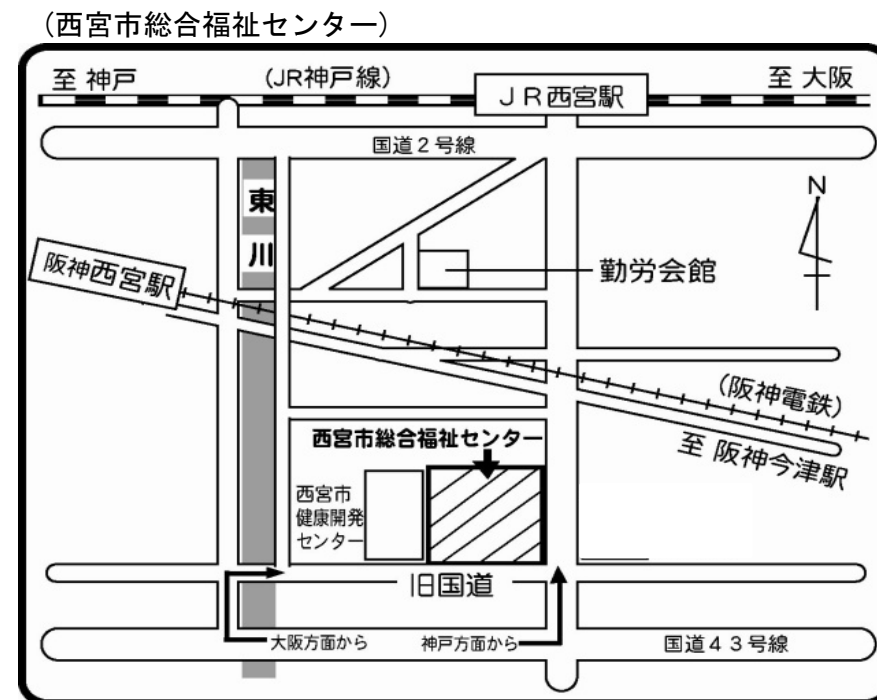 (西宮市総合福祉センター)
至 神戸
(JR神戸線)
JR西宮駅
至 大阪
国道2号線
東
川
N
阪神西宮駅
勤労会館
(阪神電鉄)
至 阪神今津駅
西宮市総合福祉センター
西宮市
健康開発
センター
旧国道
大阪方面から
神戸方面から
国道43号線